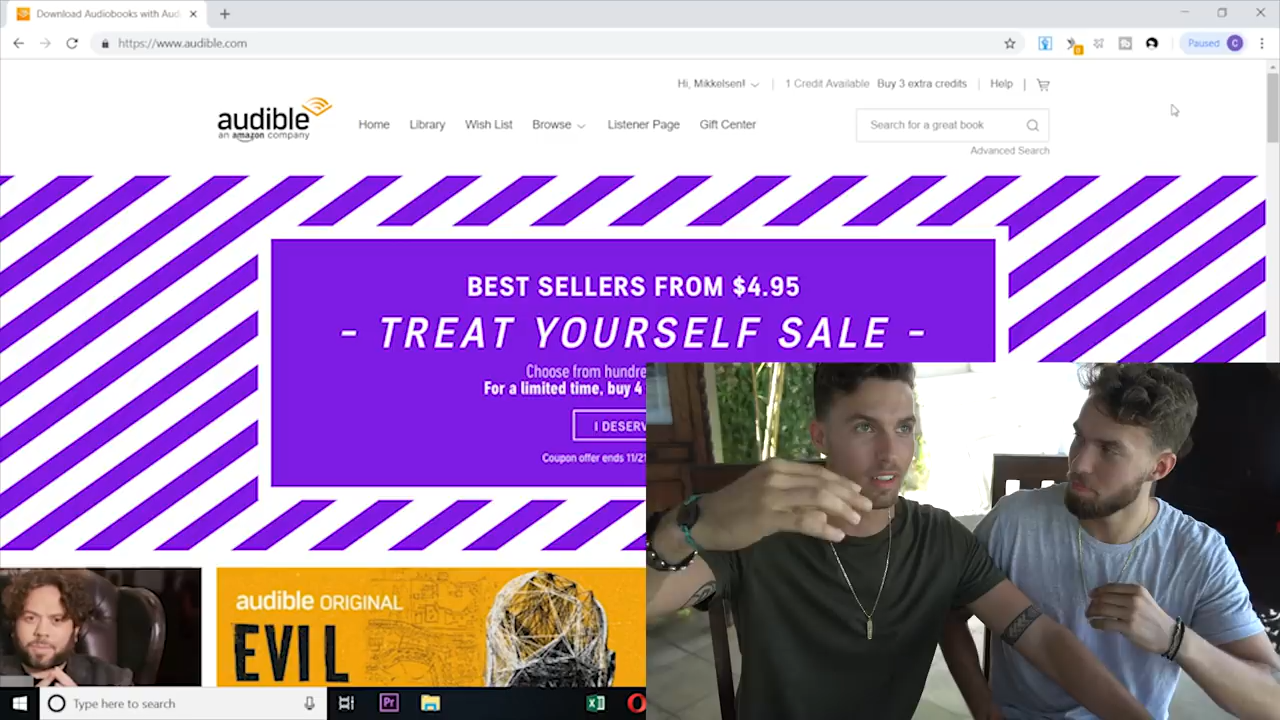 Download Audiobooks with Aud
https://www.audible.com
Paused
C
Hi, Mikkelsen!
1 Credit Available
Buy 3 extra credits
Help
audible
an amazon company
Home
Library
Wish List
Browse
Listener Page
Gift Center
Search for a great book
Advanced Search
BEST SELLERS FROM $4.95
- TREAT YOURSELF SALE -
Choose from hundre
For a limited time, buy 4
I DESERV
Coupon offer ends 11/21
audible ORIGINAL
EVIL
Type here to search
Pr